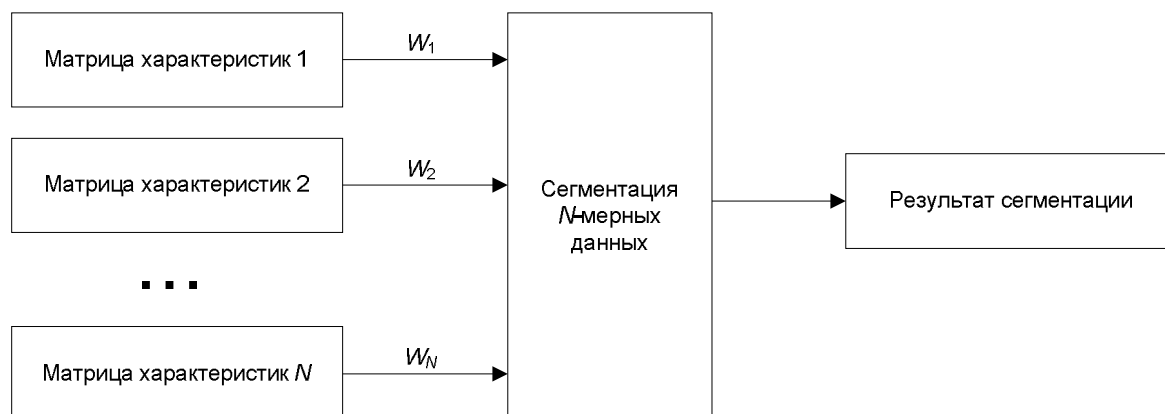 Матрица характеристик 1
W1
Матрица характеристик 2
W2
Сегментация
N-мерных
данных
Результат сегментации
...
Матрица характеристик N
WN